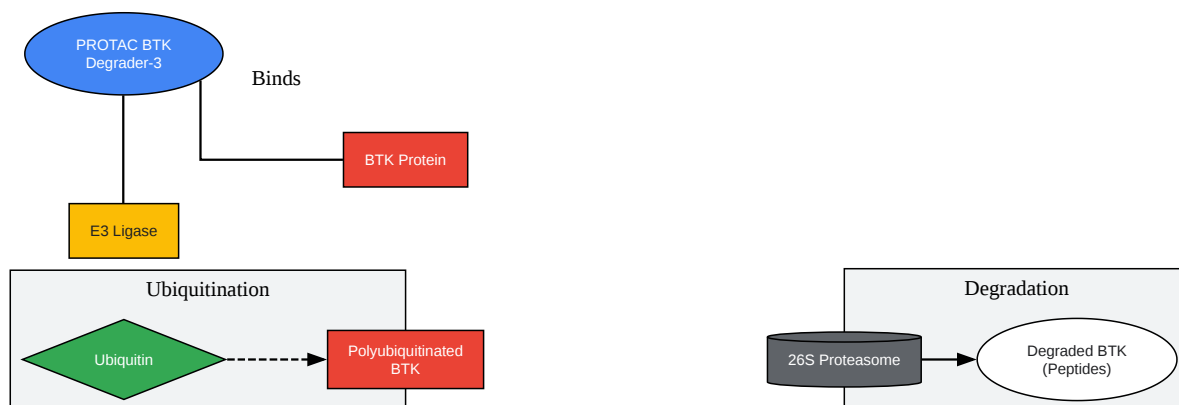 PROTAC BTK
Degrader-3
Binds
BTK Protein
E3 Ligase
Ubiquitination
Degradation
Ubiquitin
Polyubiquitinated
BTK
26S Proteasome
Degraded BTK
(Peptides)